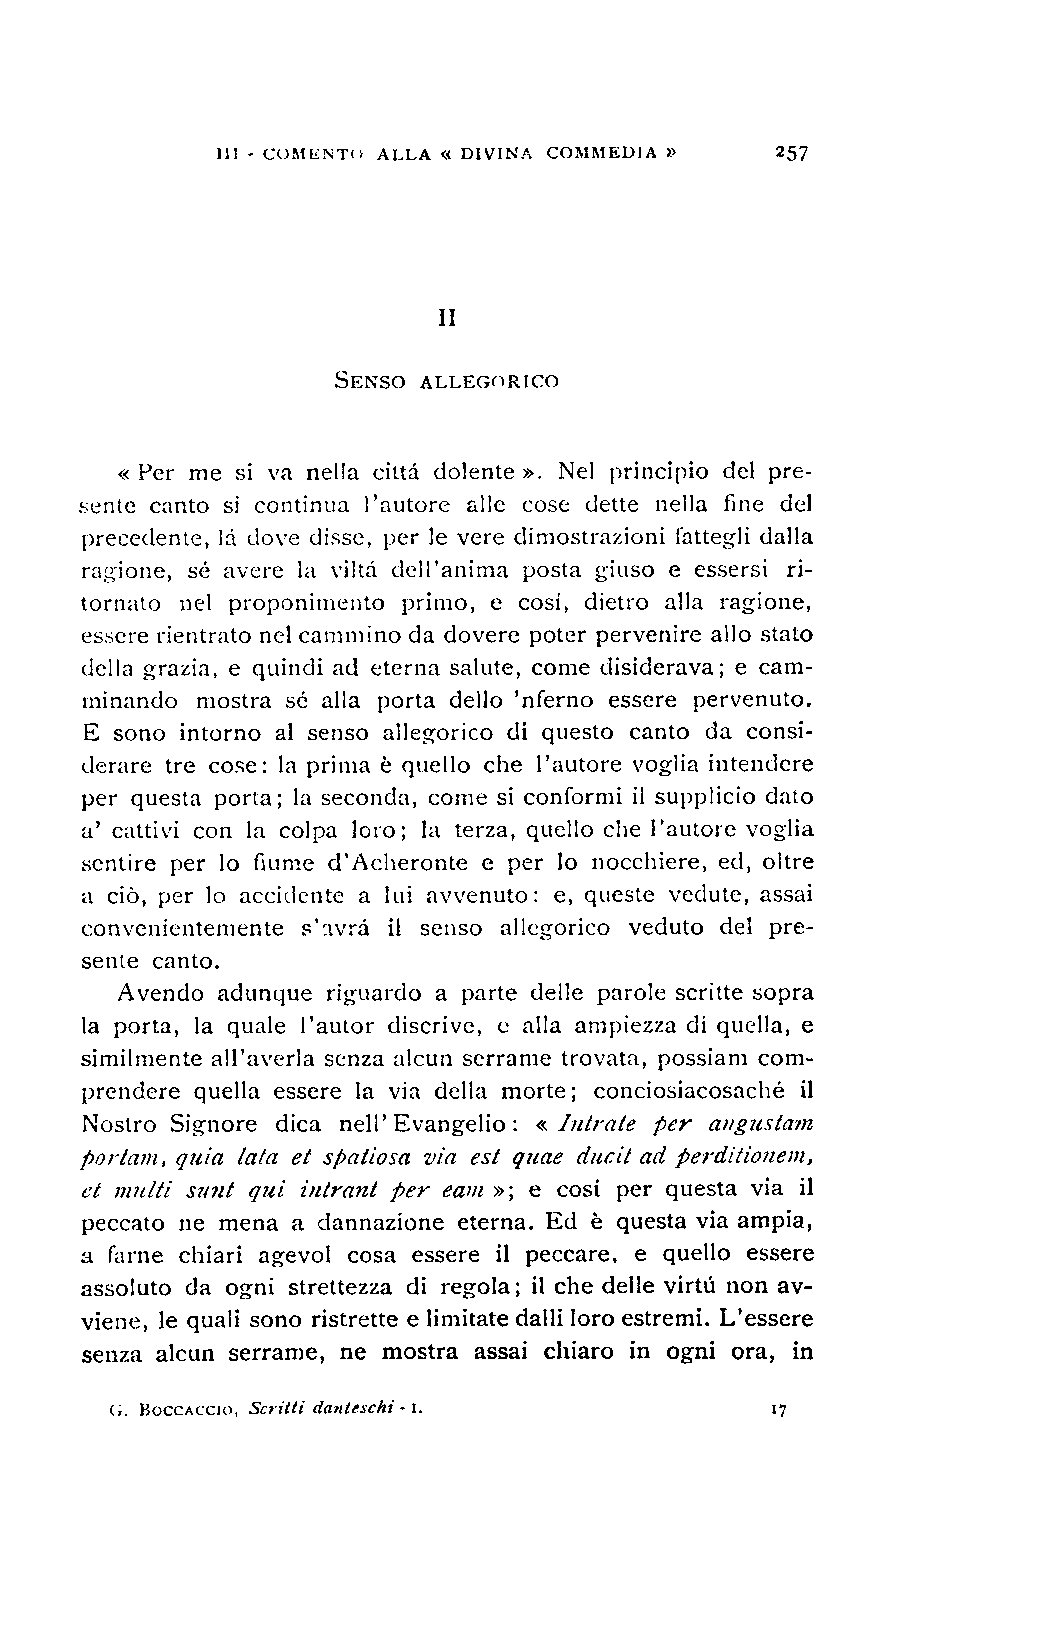 III - COMENTO ALLA « DIVINA COMMEDIA » 257
II
SENSO ALLEGORICO
« Per me si va nella cittá dolente ». Nel principio del pre-
sente canto si continua l'autore alle cose dette nella fine del
precedente, lá dove disse, per le vere dimostrazioni fattegli dalla
ragione, sé avere la viltá dell'anima posta giuso e essersi ri-
tornato nel proponimento primo, e cosí, dietro alla ragione,
essere rientrato nel cammino da dovere poter pervenire allo stato
della grazia, e quindi ad eterna salute, come disiderava; e cam-
minando mostra sé alla porta dello 'nferno essere pervenuto.
E sono intorno al senso allegorico di questo canto da consi-
derare tre cose: la prima è quello che l'autore voglia intendere
per questa porta; la seconda, come si conformi il supplicio dato
a' cattivi con la colpa loro; la terza, quello che l'autore voglia
sentire per lo fiume d'Acheronte e per lo nocchiere, ed, oltre
a ciò, per lo accidente a lui avvenuto: e, queste vedute, assai
convenientemente s'avrá il senso allegorico veduto del pre-
sente canto.
Avendo adunque riguardo a parte delle parole scritte sopra
la porta, la quale l'autor discrive, e alla ampiezza di quella, e
similmente all'averla senza alcun serrame trovata, possiam com-
prendere quella essere la via della morte; conciosiacosaché il
Nostro Signore dica nell'Evangelio: « Intrate per angustam
portam, quia lata et spatiosa via est quae ducit ad perditionem,
et multi sunt qui intrant per eam »; e cosí per questa via il
peccato ne mena a dannazione eterna. Ed è questa via ampia,
a farne chiari agevol cosa essere il peccare, e quello essere
assoluto da ogni strettezza di regola; il che delle virtú non av-
viene, le quali sono ristrette e limitate dalli loro estremi. L'essere
senza alcun serrame, ne mostra assai chiaro in ogni ora, in
G. BOCCACCIO, Scritti danteschi - I. 17